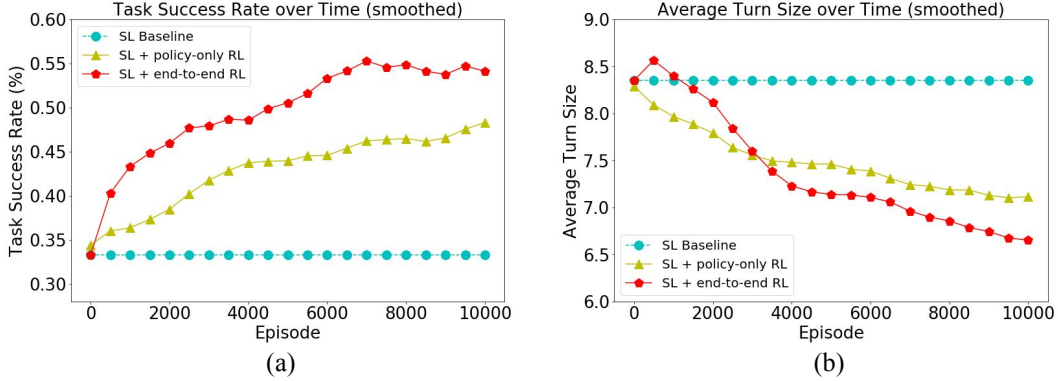 Task Success Rate over Time (smoothed)
Task Success Rate (%)
0.60
0.55
0.50
0.45
0.40
0.35
0.30
SL Baseline
SL + policy-only RL
SL + end-to-end RL
0 2000 4000 6000 8000 10000
Episode
(a)
Average Turn Size over Time (smoothed)
Average Turn Size
9.0
8.5
8.0
7.5
7.0
6.5
6.0
SL Baseline
SL + policy-only RL
SL + end-to-end RL
0 2000 4000 6000 8000 10000
Episode
(b)